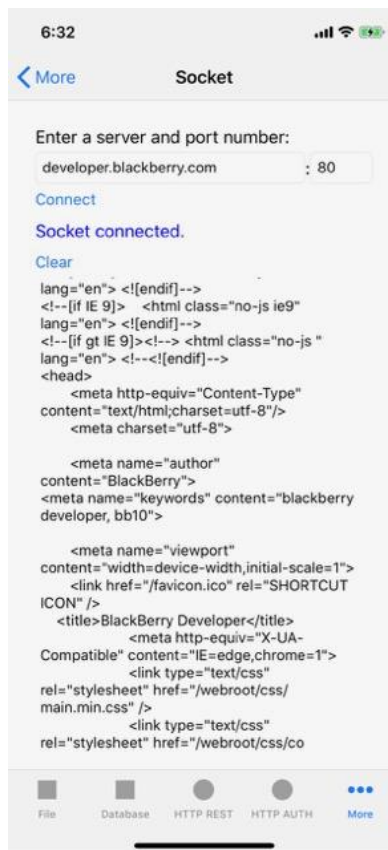 6:32
More Socket
Enter a server and port number:
developer.blackberry.com : 80
Connect
Socket connected.
Clear
lang="en"> <![endif]-->
<!--[if IE 9]> <html class="no-js ie9"
lang="en"> <![endif]-->
<!--[if gt IE 9]><!--> <html class="no-js "
lang="en"> <!--<![endif]-->
<head>
<meta http-equiv="Content-Type"
content="text/html;charset=utf-8"/>
<meta charset="utf-8">
<meta name="author"
content="BlackBerry">
<meta name="keywords" content="blackberry
developer, bb10">
<meta name="viewport"
content="width=device-width,initial-scale=1">
<link href="/favicon.ico" rel="SHORTCUT
ICON" />
<title>BlackBerry Developer</title>
<meta http-equiv="X-UA-
Compatible" content="IE=edge,chrome=1">
<link type="text/css"
rel="stylesheet" href="/webroot/css/
main.min.css" />
<link type="text/css"
rel="stylesheet" href="/webroot/css/co
File Database HTTP REST HTTP AUTH More